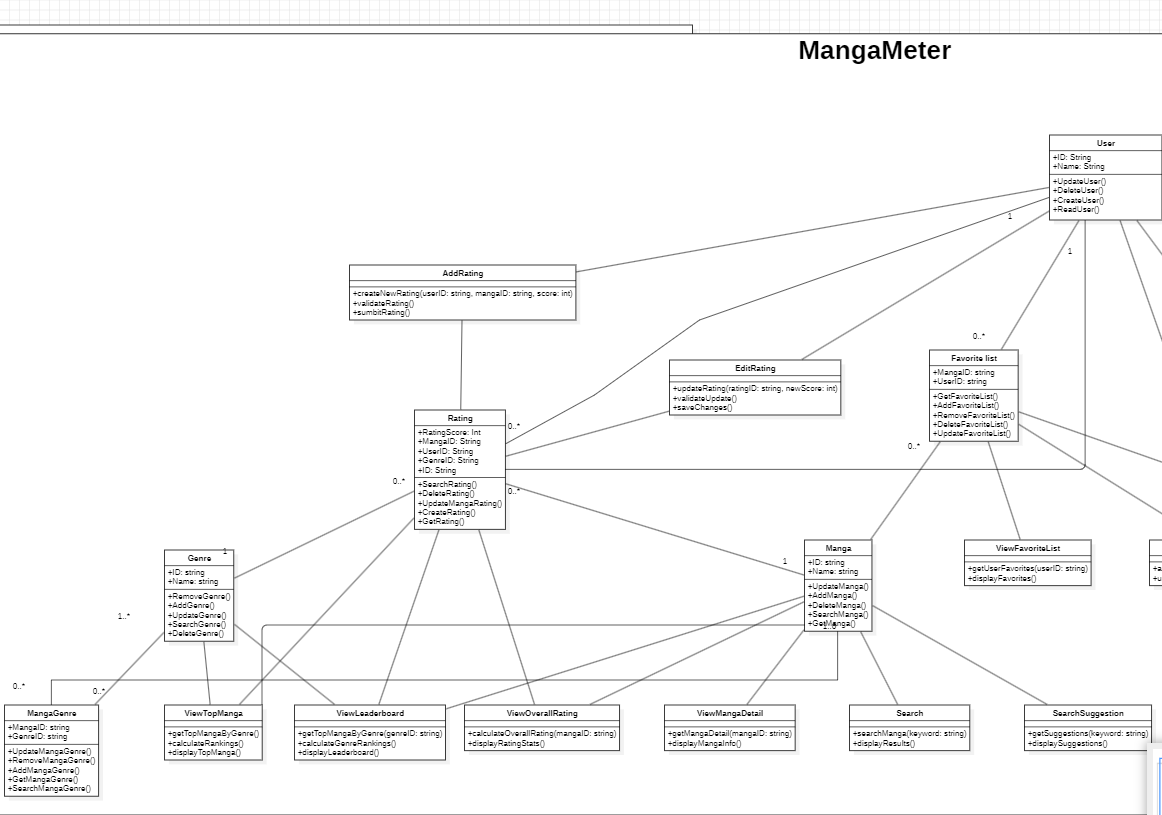 MangaMeter
User
+ID: String
+Name: String
+UpdateUser()
+DeleteUser()
+CreateUser()
+ReadUser()
1
1
AddRating
+createNewRating(userID: string, mangaID: string, score: int)
+validateRating()
+sumbitRating()
0..*
Favorite list
+MangaID: string
+UserID: string
+GetFavoriteList()
+AddFavoriteList()
+RemoveFavoriteList()
+DeleteFavoriteList()
+UpdateFavoriteList()
0..*
EditRating
+updateRating(ratingID: string, newScore: int)
+validateUpdate()
+saveChanges()
Rating
+RatingScore: Int
+MangaID: String
+UserID: String
+GenreID: String
+ID: String
+SearchRating()
+DeleteRating()
+UpdateMangaRating()
+CreateRating()
+GetRating()
0..*
0..*
0..*
1
Genre
+ID: string
+Name: string
+RemoveGenre()
+AddGenre()
+UpdateGenre()
+SearchGenre()
+DeleteGenre()
1
1..*
Manga
+ID: string
+Name: string
+UpdateManga()
+AddManga()
+DeleteManga()
+SearchManga()
+GetManga()
ViewFavoriteList
+getUserFavorites(userID: string)
+displayFavorites()
+a
+u
0..*
0..*
MangaGenre
+MangaID: string
+GenreID: string
+UpdateMangaGenre()
+RemoveMangaGenre()
+AddMangaGenre()
+GetMangaGenre()
+SearchMangaGenre()
ViewTopManga
+getTopMangaByGenre()
+calculateRankings()
+displayTopManga()
ViewLeaderboard
+getTopMangaByGenre(genreID: string)
+calculateGenreRankings()
+displayLeaderboard()
ViewOverallRating
+calculateOverallRating(mangaID: string)
+displayRatingStats()
ViewMangaDetail
+getMangaDetail(mangaID: string)
+displayMangaInfo()
Search
+searchManga(keyword: string)
+displayResults()
SearchSuggestion
+getSuggestions(keyword: string)
+displaySuggestions()